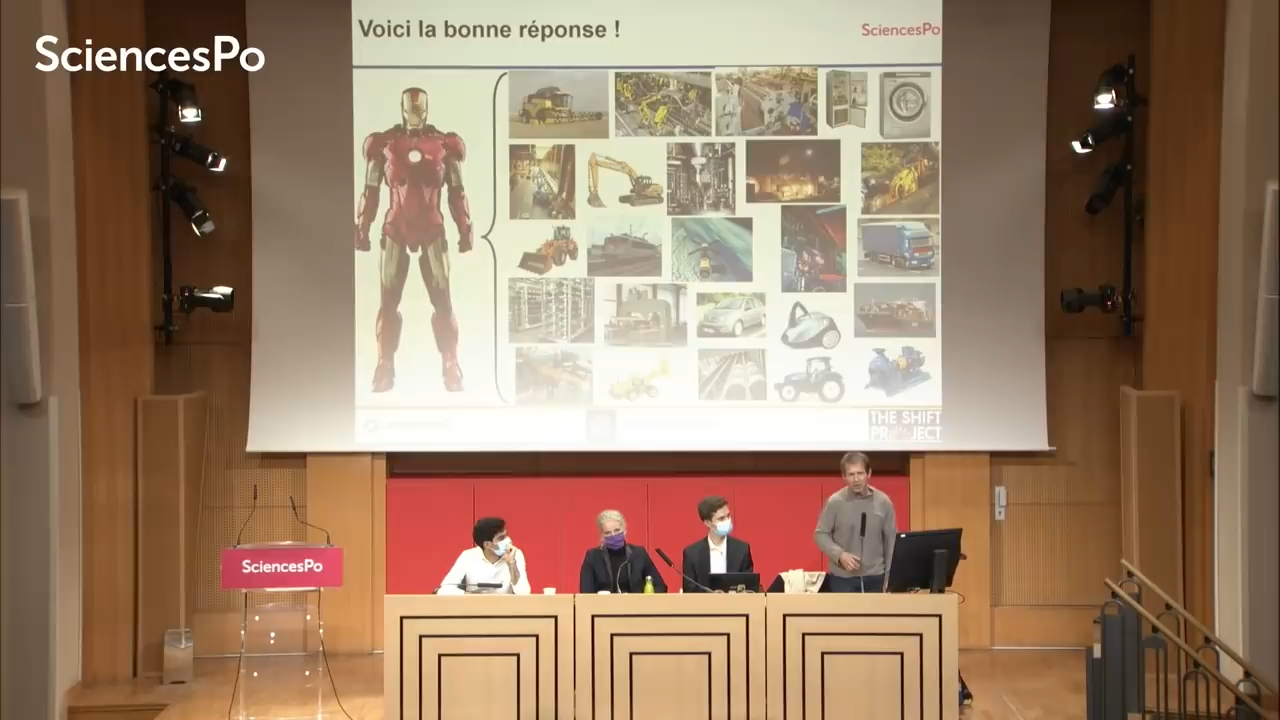 SciencesPo
Voici la bonne réponse !
SciencesPo
THE SHIFT
PROJECT
SciencesPo